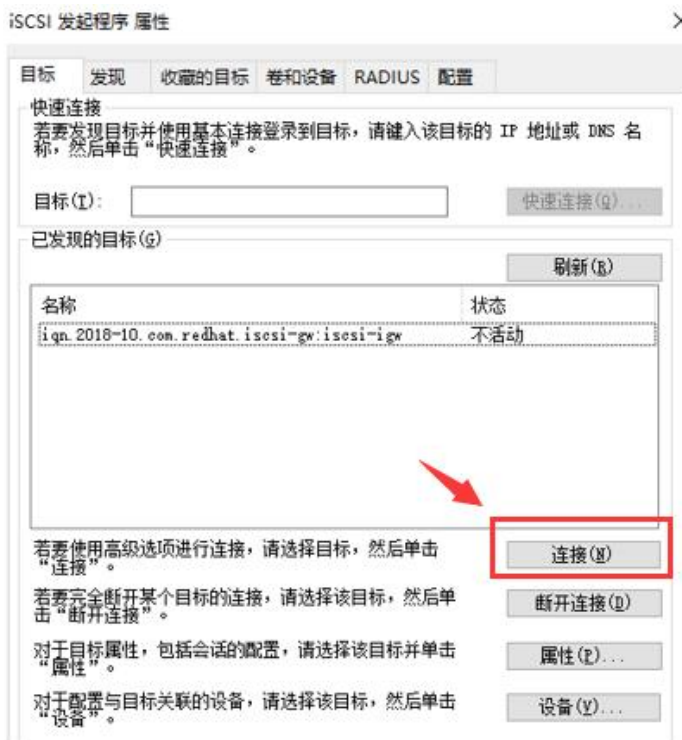 iSCSI 发起程序 属性
目标 发现 收藏的目标 卷和设备 RADIUS 配置
快速连接
若要发现目标并使用基本连接登录到目标，请键入该目标的 IP 地址或 DNS 名
称，然后单击“快速连接”。
目标(I): 快速连接(Q)...
已发现的目标(G)
刷新(R)
名称 状态
iqn.2018-10.com.redhat.iscsi-gw:iscsi-igw 不活动
若要使用高级选项进行连接，请选择目标，然后单击
“连接”。
连接(N)
若要完全断开某个目标的连接，请选择该目标，然后单
击“断开连接”。
断开连接(D)
对于目标属性，包括会话的配置，请选择该目标并单击
“属性”。
属性(P)...
对于配置与目标关联的设备，请选择该目标，然后单击
“设备”。
设备(V)...